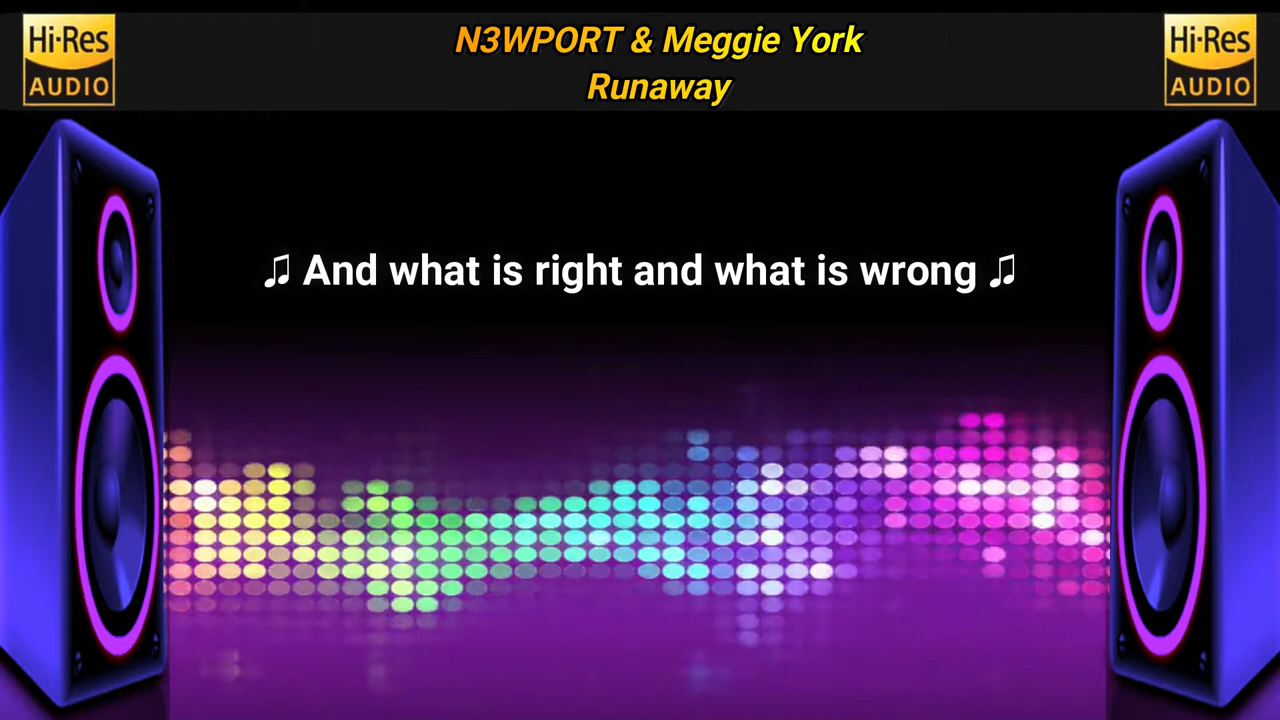 Hi-Res
AUDIO
N3WPORT & Meggie York
Runaway
Hi-Res
AUDIO
♫ And what is right and what is wrong ♫